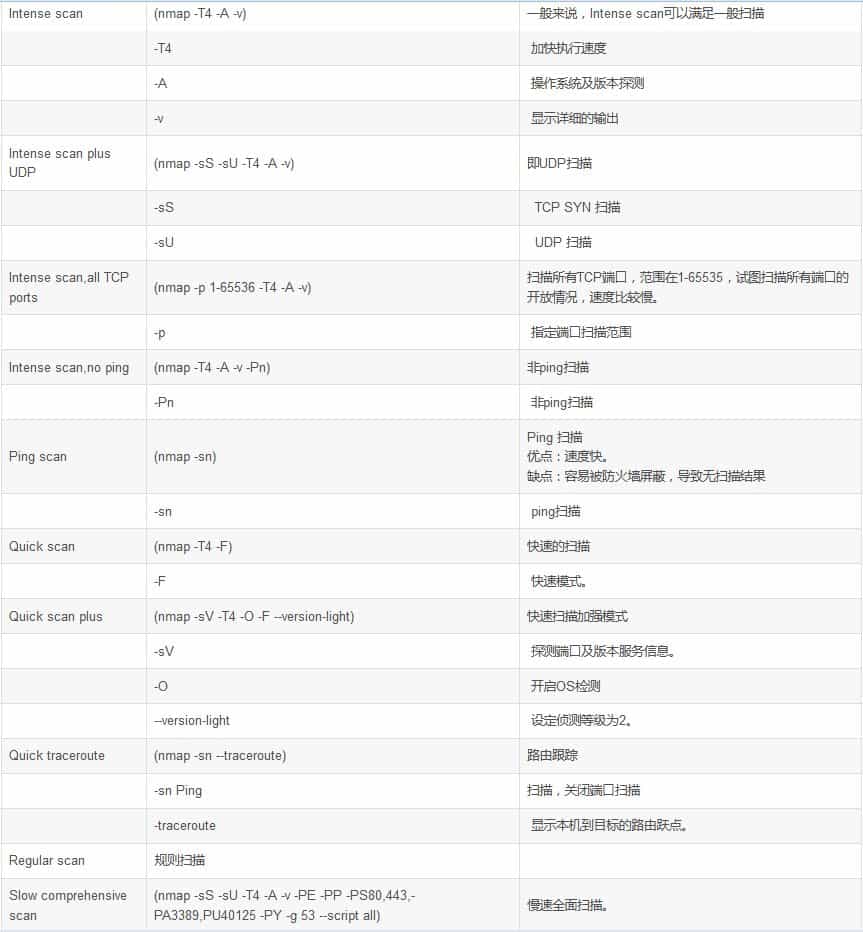 Intense scan (nmap -T4 -A -v) 一般来说，Intense scan可以满足一般扫描
-T4 加快执行速度
-A 操作系统及版本探测
-v 显示详细的输出
Intense scan plus
UDP
(nmap -sS -sU -T4 -A -v) 即UDP扫描
-sS TCP SYN 扫描
-sU UDP 扫描
Intense scan,all TCP
ports
(nmap -p 1-65536 -T4 -A -v)
扫描所有TCP端口，范围在1-65535，试图扫描所有端口的
开放情况，速度比较慢。
-p 指定端口扫描范围
Intense scan,no ping (nmap -T4 -A -v -Pn) 非ping扫描
-Pn 非ping扫描
Ping scan (nmap -sn)
Ping 扫描
优点：速度快。
缺点：容易被防火墙屏蔽，导致无扫描结果
-sn ping扫描
Quick scan (nmap -T4 -F) 快速的扫描
-F 快速模式。
Quick scan plus (nmap -sV -T4 -O -F --version-light) 快速扫描加强模式
-sV 探测端口及版本服务信息。
-O 开启OS检测
--version-light 设定侦测等级为2。
Quick traceroute (nmap -sn --traceroute) 路由跟踪
-sn Ping 扫描，关闭端口扫描
-traceroute 显示本机到目标的路由跃点。
Regular scan 规则扫描
Slow comprehensive
scan
(nmap -sS -sU -T4 -A -v -PE -PP -PS80,443,-
PA3389,PU40125 -PY -g 53 --script all)
慢速全面扫描。